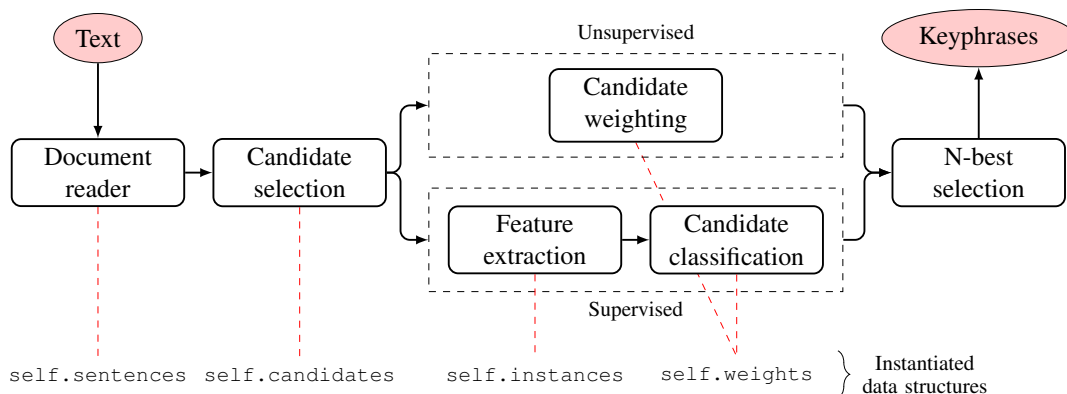 Text
Unsupervised
Keyphrases
Candidate
weighting
Document
reader
Candidate
selection
N-best
selection
Feature
extraction
Candidate
classification
Supervised
self.sentences
self.candidates
self.instances
self.weights
Instantiated
data structures